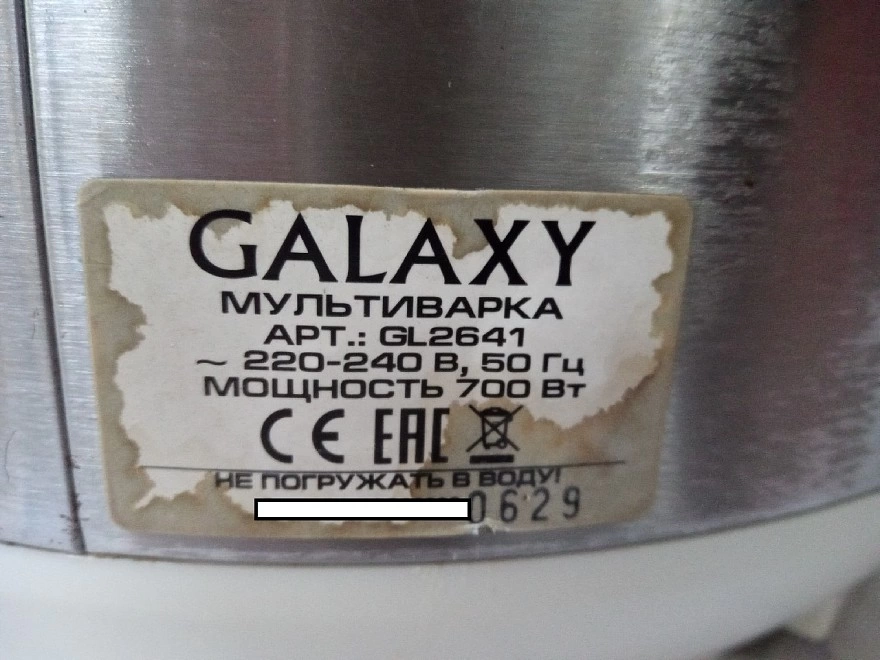 GALAXY
МУЛЬТИВАРКА
АРТ.: GL2641
~ 220-240 В, 50 Гц
МОЩНОСТЬ 700 Вт
CE EAC
НЕ ПОГРУЖАТЬ В ВОДУ!
0629